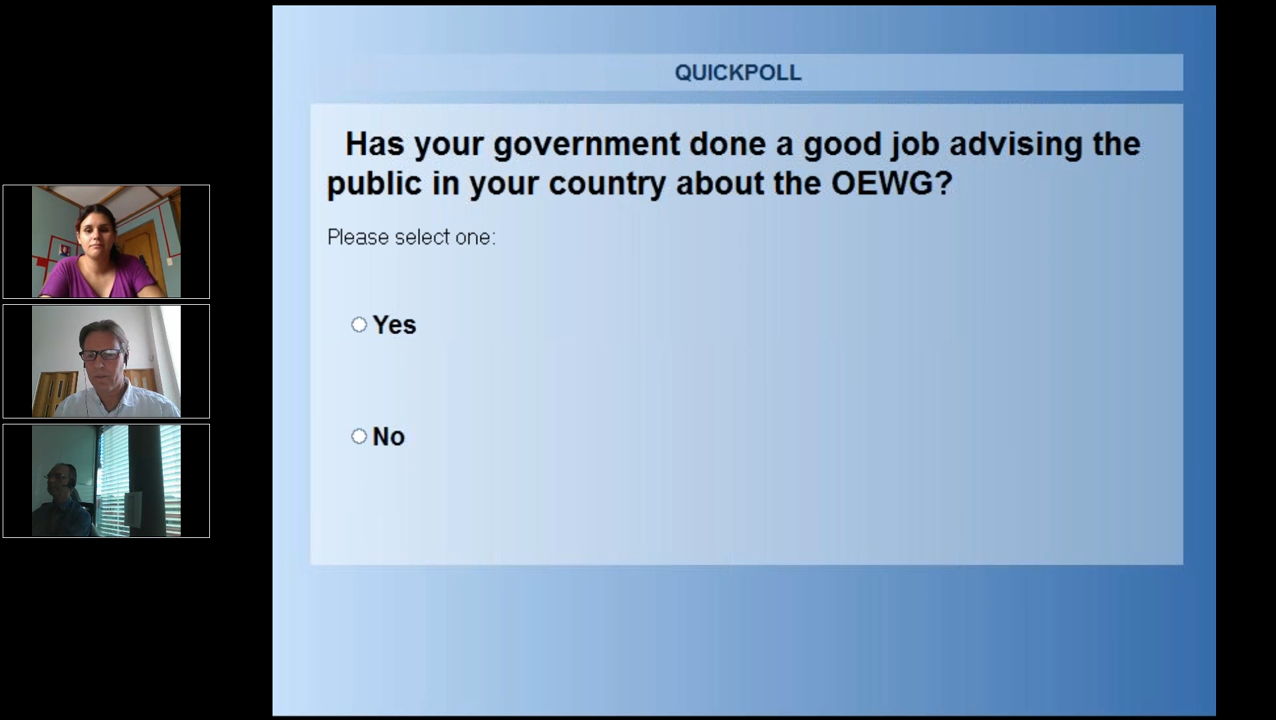 QUICKPOLL
Has your government done a good job advising the
public in your country about the OEWG?
Please select one:
Yes
No